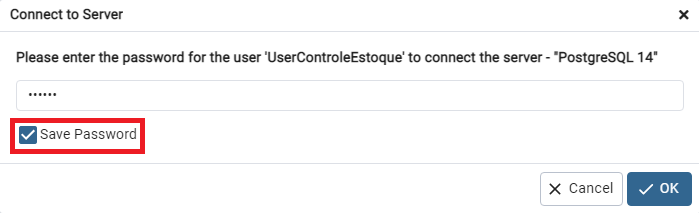 Connect to Server
Please enter the password for the user 'UserControleEstoque' to connect the server - "PostgreSQL 14"
••••••
Save Password
Cancel
OK